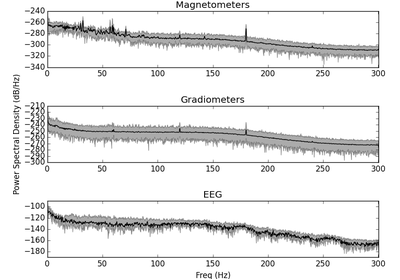 Magnetometers
−240
−260
−280
−300
−320
−340
0 50 100 150 200 250 300
Gradiometers
−210
−220
−230
−240
−250
−260
−270
−280
−290
−300
0 50 100 150 200 250 300
Power Spectral Density (dB/Hz)
EEG
−100
−120
−140
−160
−180
0 50 100 150 200 250 300
Freq (Hz)